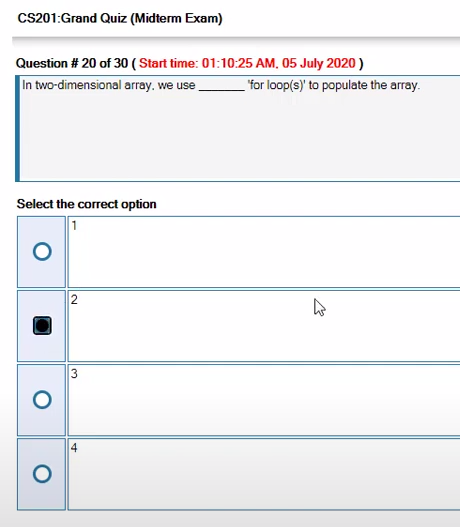 CS201:Grand Quiz (Midterm Exam)
Question # 20 of 30 ( Start time: 01:10:25 AM, 05 July 2020 )
In two-dimensional array, we use _______ 'for loop(s)' to populate the array.
Select the correct option
1
2
3
4